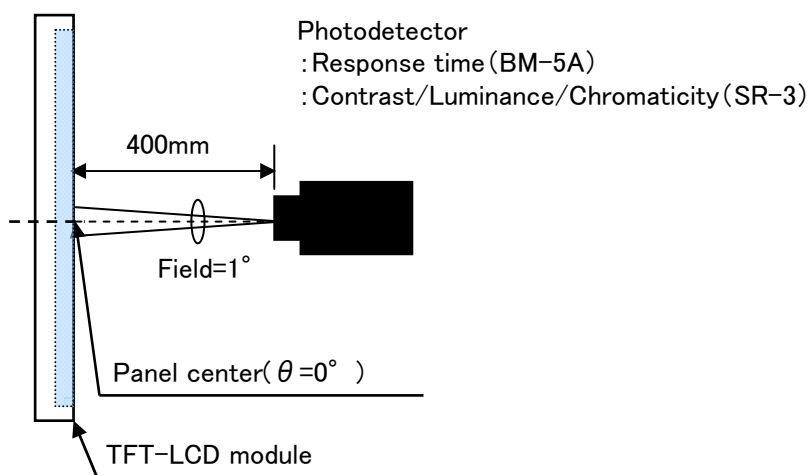 Photodetector
:Response time(BM-5A)
:Contrast/Luminance/Chromaticity(SR-3)
400mm
Field=1°
Panel center(θ=0° )
TFT-LCD module